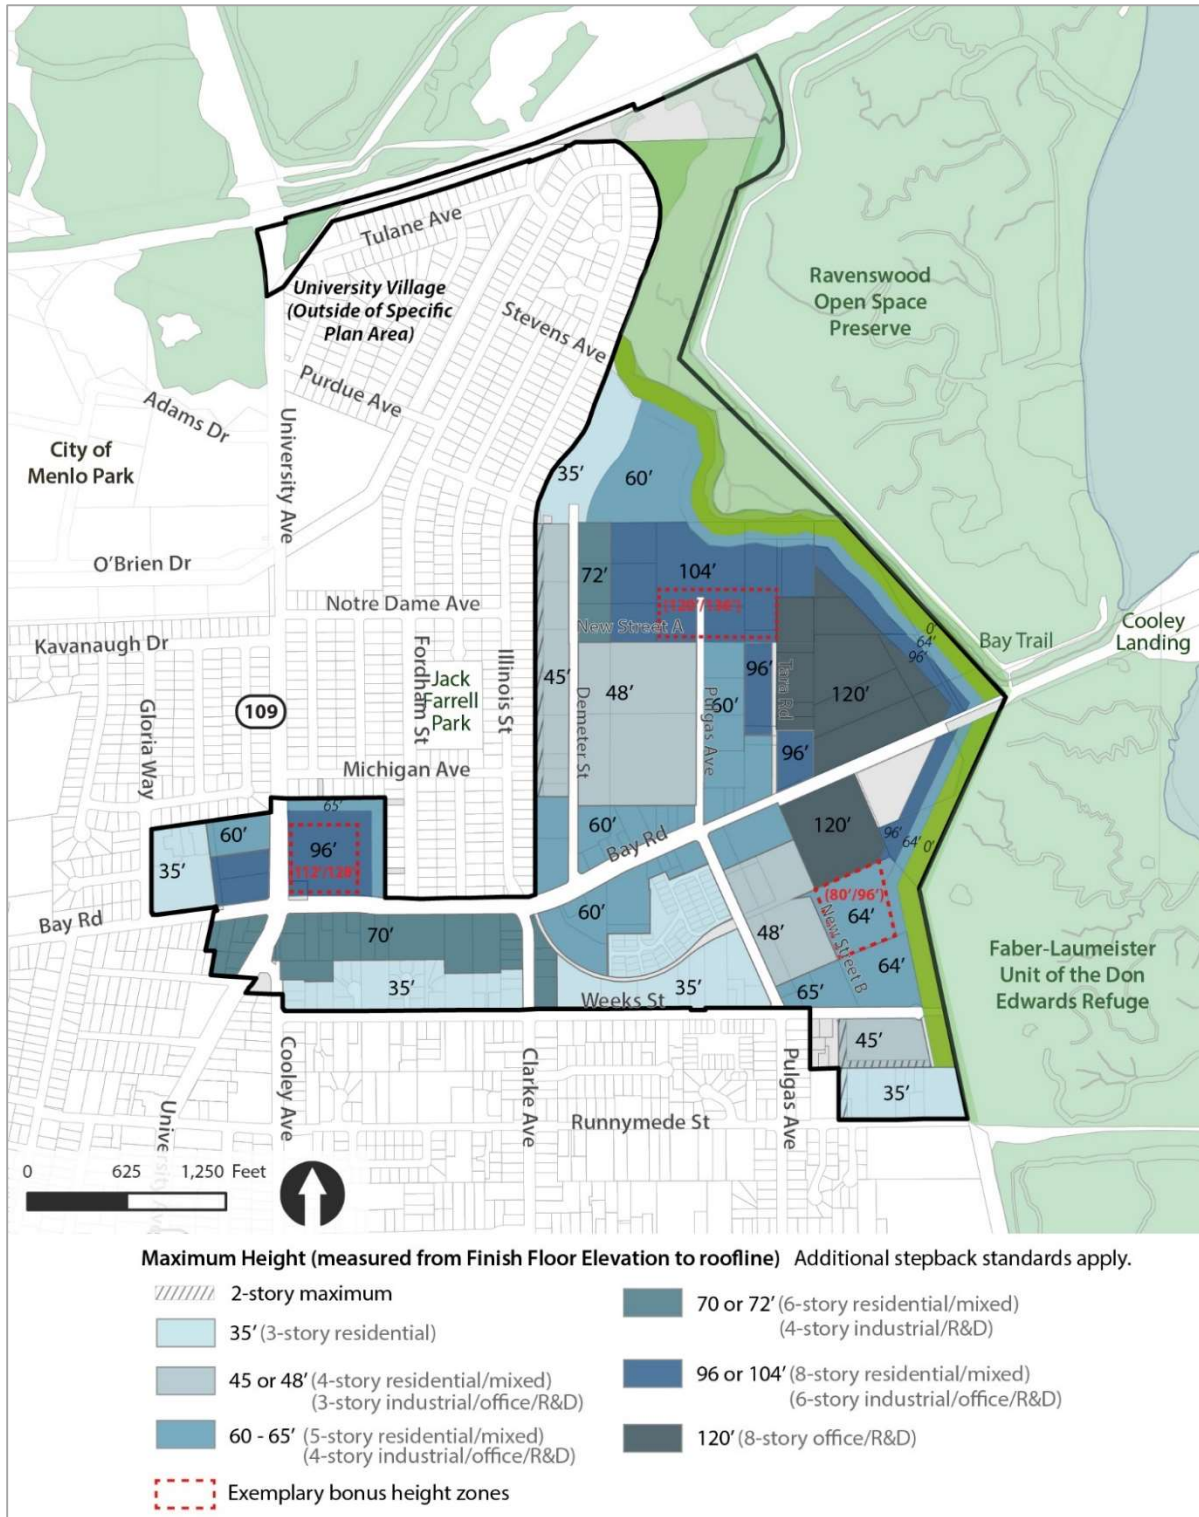 Tulane Ave
University Village
(Outside of Specific
Plan Area)
Stevens Ave
Purdue Ave
Ravenswood
Open Space
Preserve
Adams Dr
City of
Menlo Park
University Ave
35’
60’
O’Brien Dr
72’
104’
Notre Dame Ave
New Street A
Kavanaugh Dr
Fordham St
Jack
Farrell
Park
Illinois St
45’
Demeter St
48’
Pulgas Ave
60’
96’
Tara Rd
120’
0’
64’
96’
Bay Trail
Cooley
Landing
Gloria Way
109
Michigan Ave
96’
65’
60’
35’
96’
60’
Bay Rd
120’
96’
64’
0’
Bay Rd
60’
(80’/96’)
64’
New Street B
48’
64’
70’
35’
Weeks St
35’
65’
Faber-Laumeister
Unit of the Don
Edwards Refuge
45’
35’
Cooley Ave
Clarke Ave
Pulgas Ave
Runnymede St
University Ave
0 625 1,250 Feet
Maximum Height (measured from Finish Floor Elevation to roofline) Additional stepback standards apply.
2-story maximum
35’ (3-story residential)
45 or 48’ (4-story residential/mixed)
(3-story industrial/office/R&D)
60 - 65’ (5-story residential/mixed)
(4-story industrial/office/R&D)
Exemplary bonus height zones
70 or 72’ (6-story residential/mixed)
(4-story industrial/R&D)
96 or 104’ (8-story residential/mixed)
(6-story industrial/office/R&D)
120’ (8-story office/R&D)